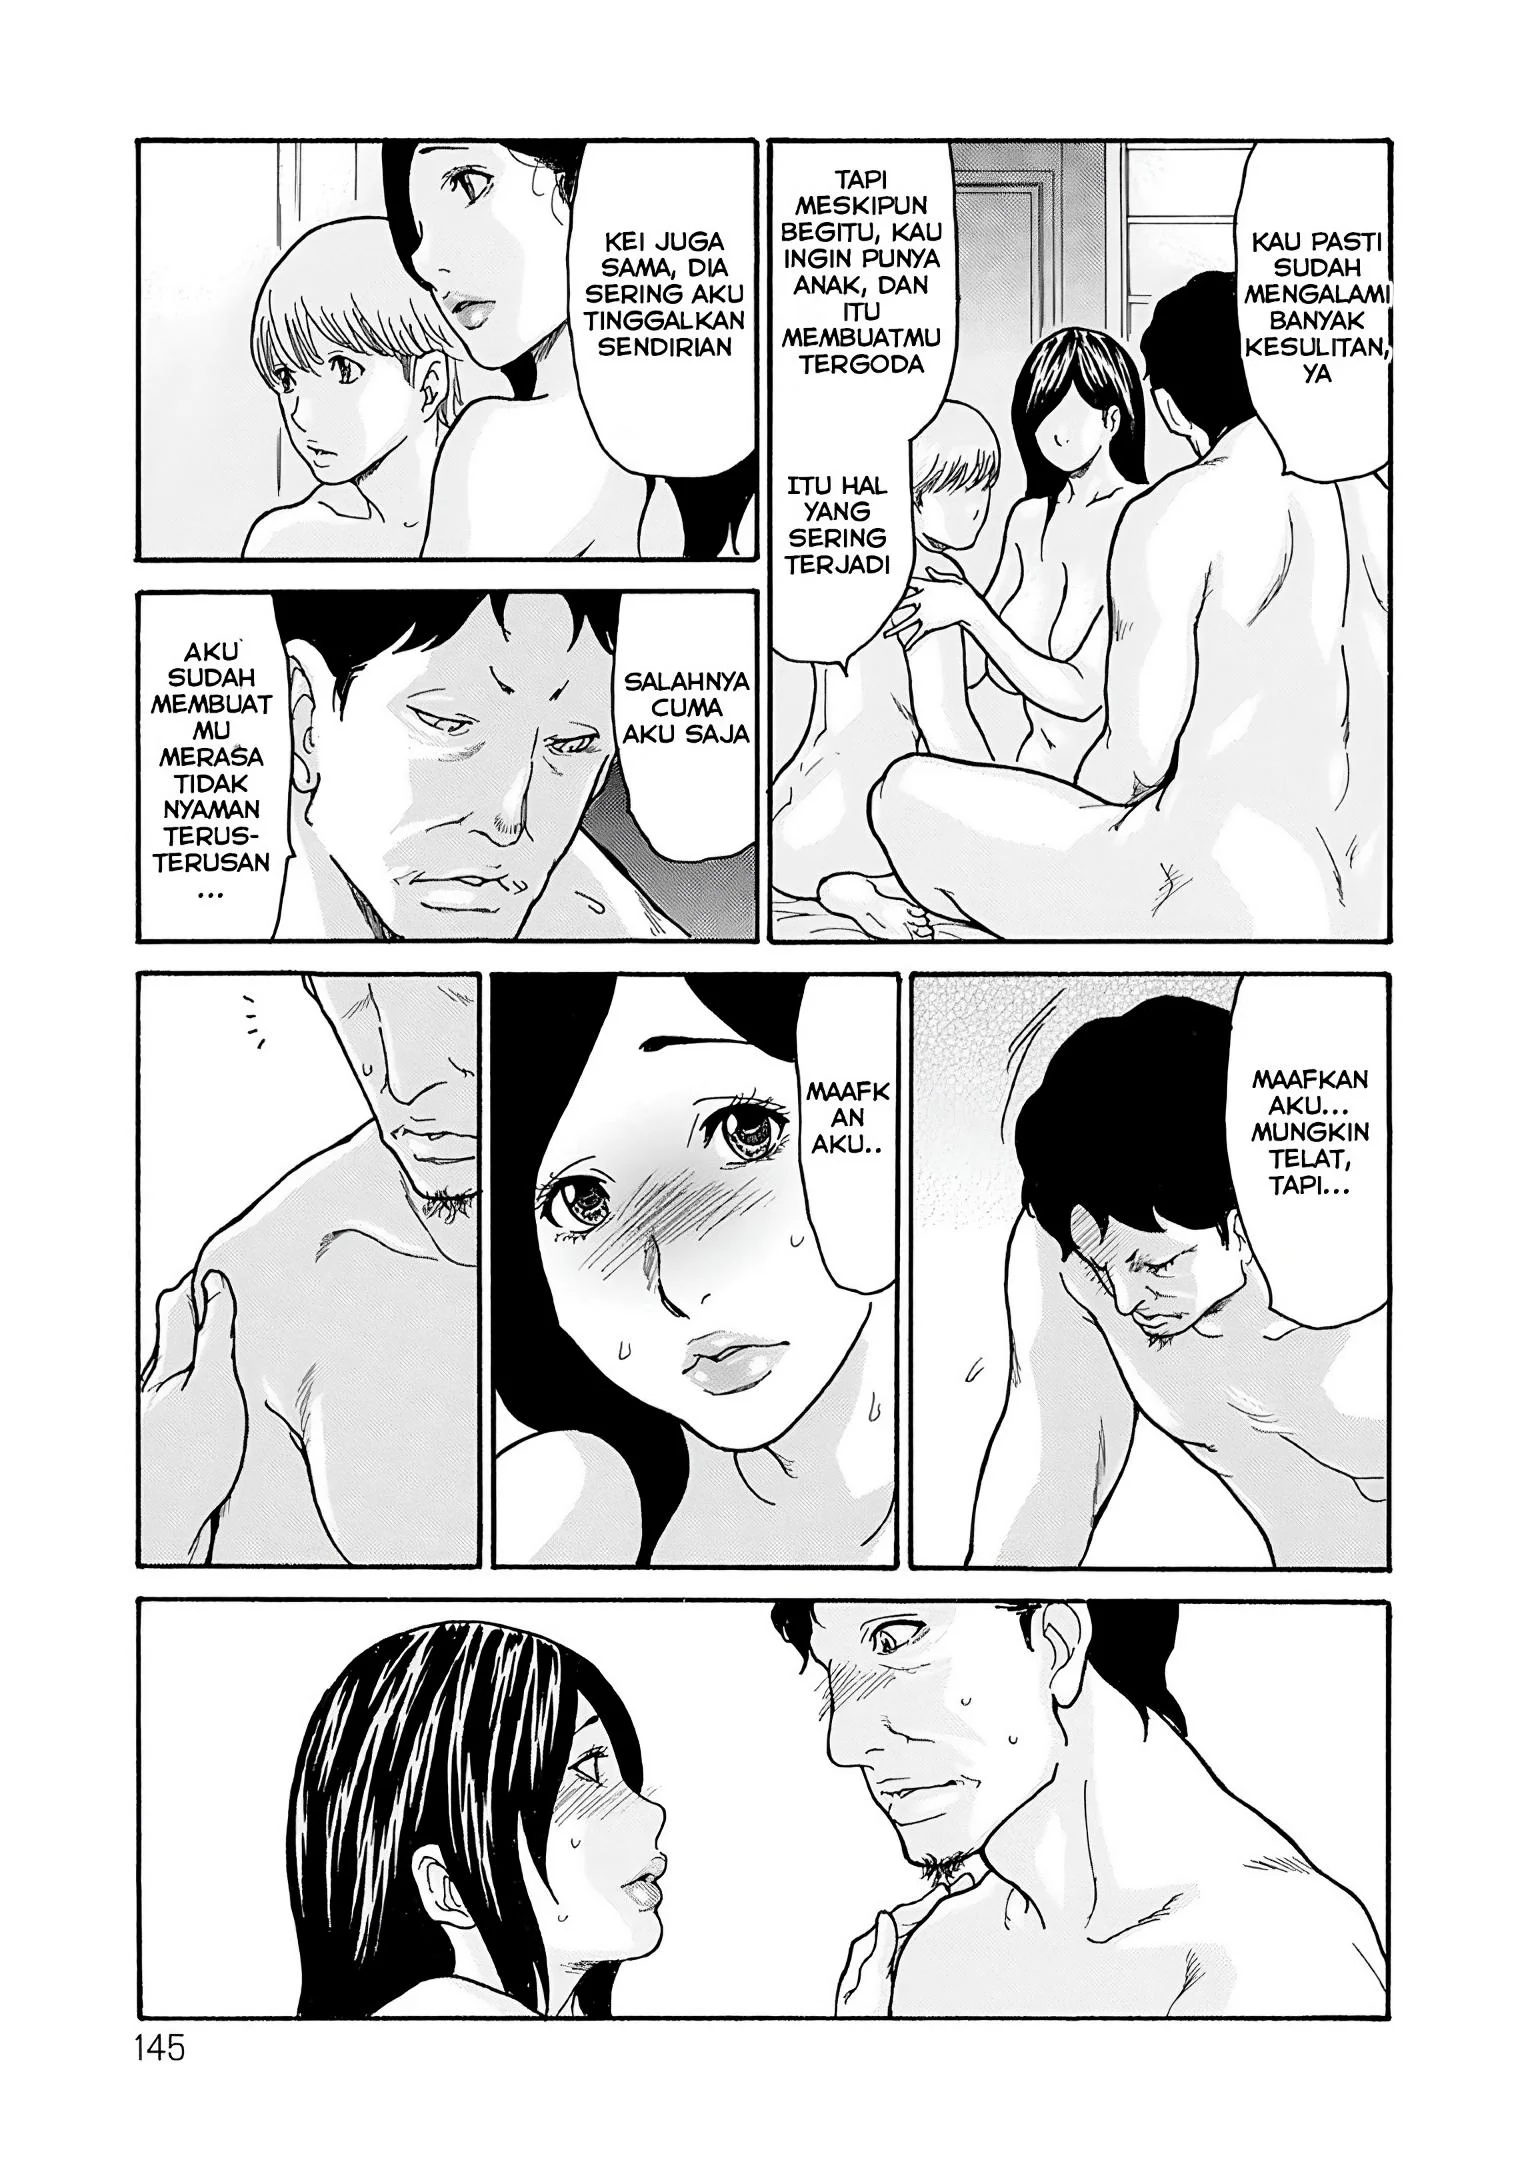 KAU PASTI
SUDAH
MENGALAMI
BANYAK
KESULITAN,
YA
TAPI
MESKIPUN
BEGITU, KAU
INGIN PUNYA
ANAK, DAN
ITU
MEMBUATMU
TERGODA
ITU HAL
YANG
SERING
TERJADI
KEI JUGA
SAMA, DIA
SERING AKU
TINGGALKAN
SENDIRIAN
SALAHNYA
CUMA
AKU SAJA
AKU
SUDAH
MEMBUAT
MU
MERASA
TIDAK
NYAMAN
TERUS-
TERUSAN
...
MAAFKAN
AKU...
MUNGKIN
TELAT,
TAPI...
MAAFK
AN
AKU..
145